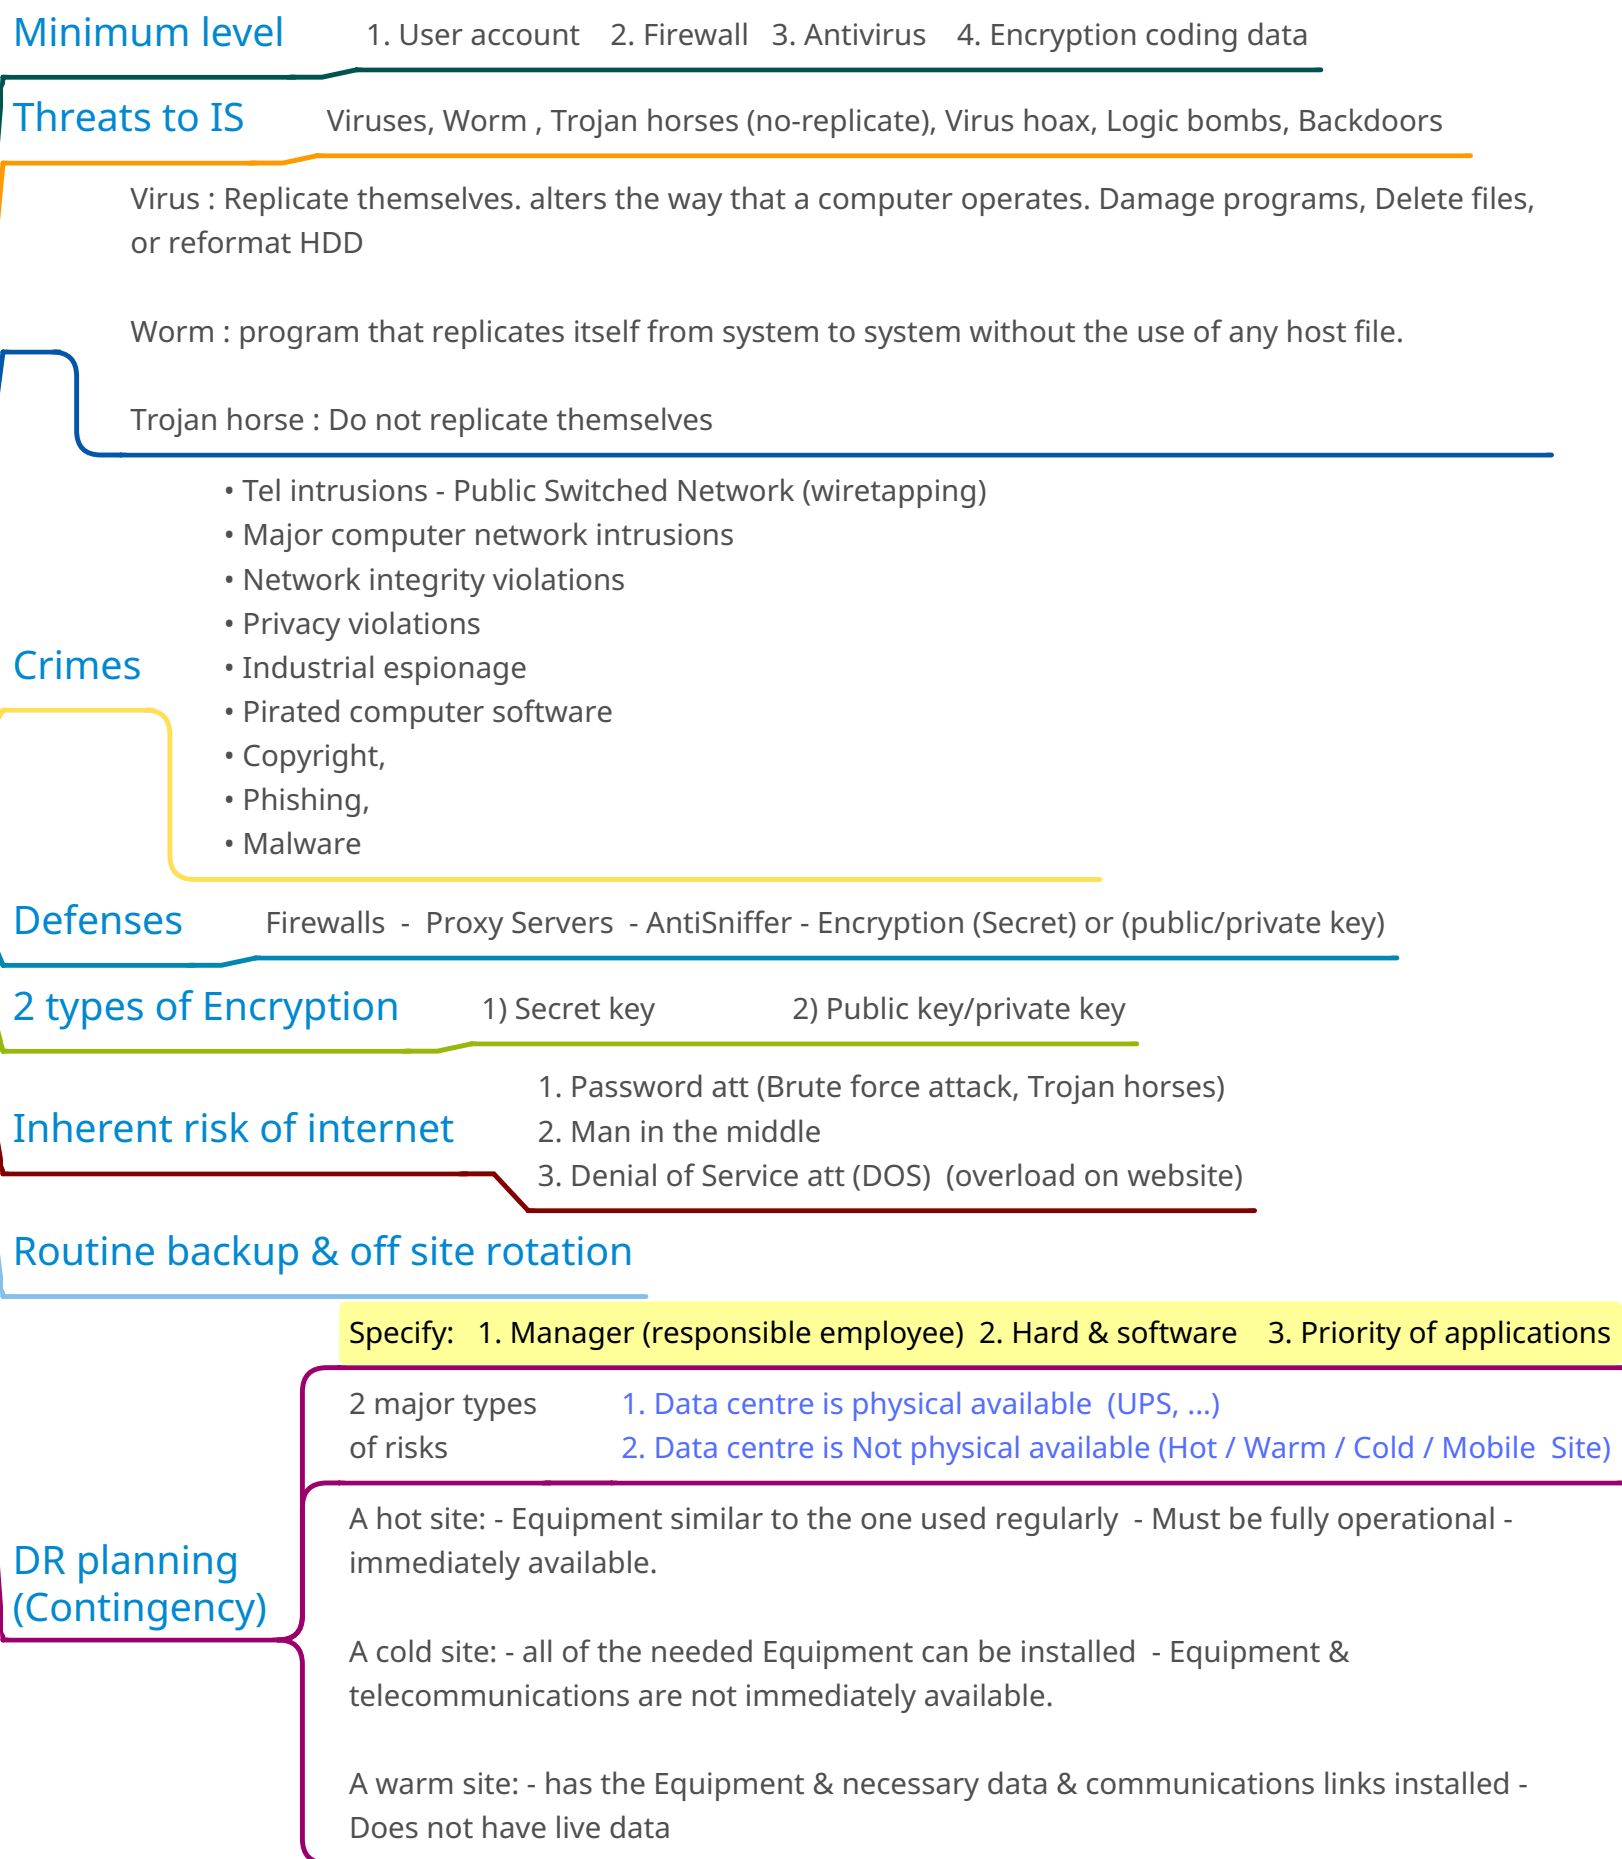 Minimum level 1. User account 2. Firewall 3. Antivirus 4. Encryption coding data
Threats to IS Viruses, Worm , Trojan horses (no-replicate), Virus hoax, Logic bombs, Backdoors
Virus : Replicate themselves. alters the way that a computer operates. Damage programs, Delete files,
or reformat HDD
Worm : program that replicates itself from system to system without the use of any host file.
Trojan horse : Do not replicate themselves
Crimes
• Tel intrusions - Public Switched Network (wiretapping)
• Major computer network intrusions
• Network integrity violations
• Privacy violations
• Industrial espionage
• Pirated computer software
• Copyright,
• Phishing,
• Malware
Defenses Firewalls - Proxy Servers - AntiSniffer - Encryption (Secret) or (public/private key)
2 types of Encryption 1) Secret key 2) Public key/private key
Inherent risk of internet
1. Password att (Brute force attack, Trojan horses)
2. Man in the middle
3. Denial of Service att (DOS) (overload on website)
Routine backup & off site rotation
DR planning
(Contingency)
Specify: 1. Manager (responsible employee) 2. Hard & software 3. Priority of applications
2 major types
of risks
1. Data centre is physical available (UPS, ...)
2. Data centre is Not physical available (Hot / Warm / Cold / Mobile Site)
A hot site: - Equipment similar to the one used regularly - Must be fully operational -
immediately available.
A cold site: - all of the needed Equipment can be installed - Equipment &
telecommunications are not immediately available.
A warm site: - has the Equipment & necessary data & communications links installed -
Does not have live data